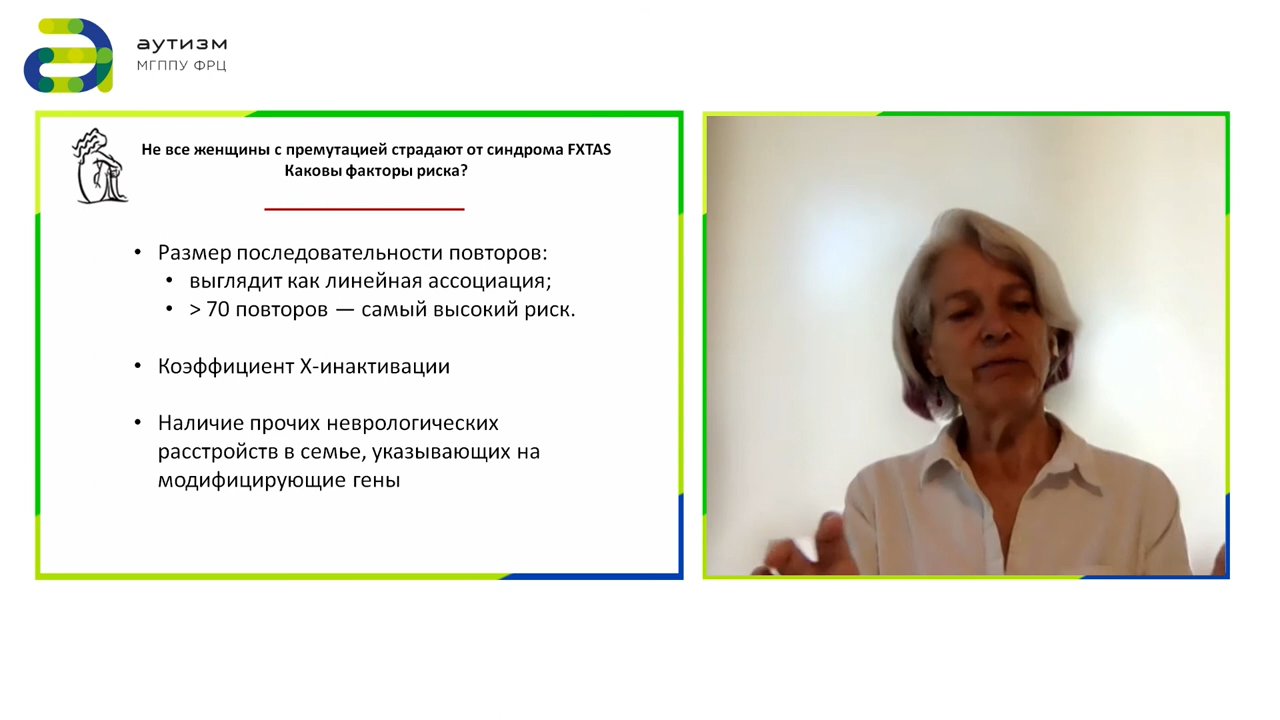 аутизм
МГППУ ФРЦ
Не все женщины с премутацией страдают от синдрома FXTAS
Каковы факторы риска?
• Размер последовательности повторов:
• выглядит как линейная ассоциация;
• > 70 повторов — самый высокий риск.
• Коэффициент Х-инактивации
• Наличие прочих неврологических
расстройств в семье, указывающих на
модифицирующие гены